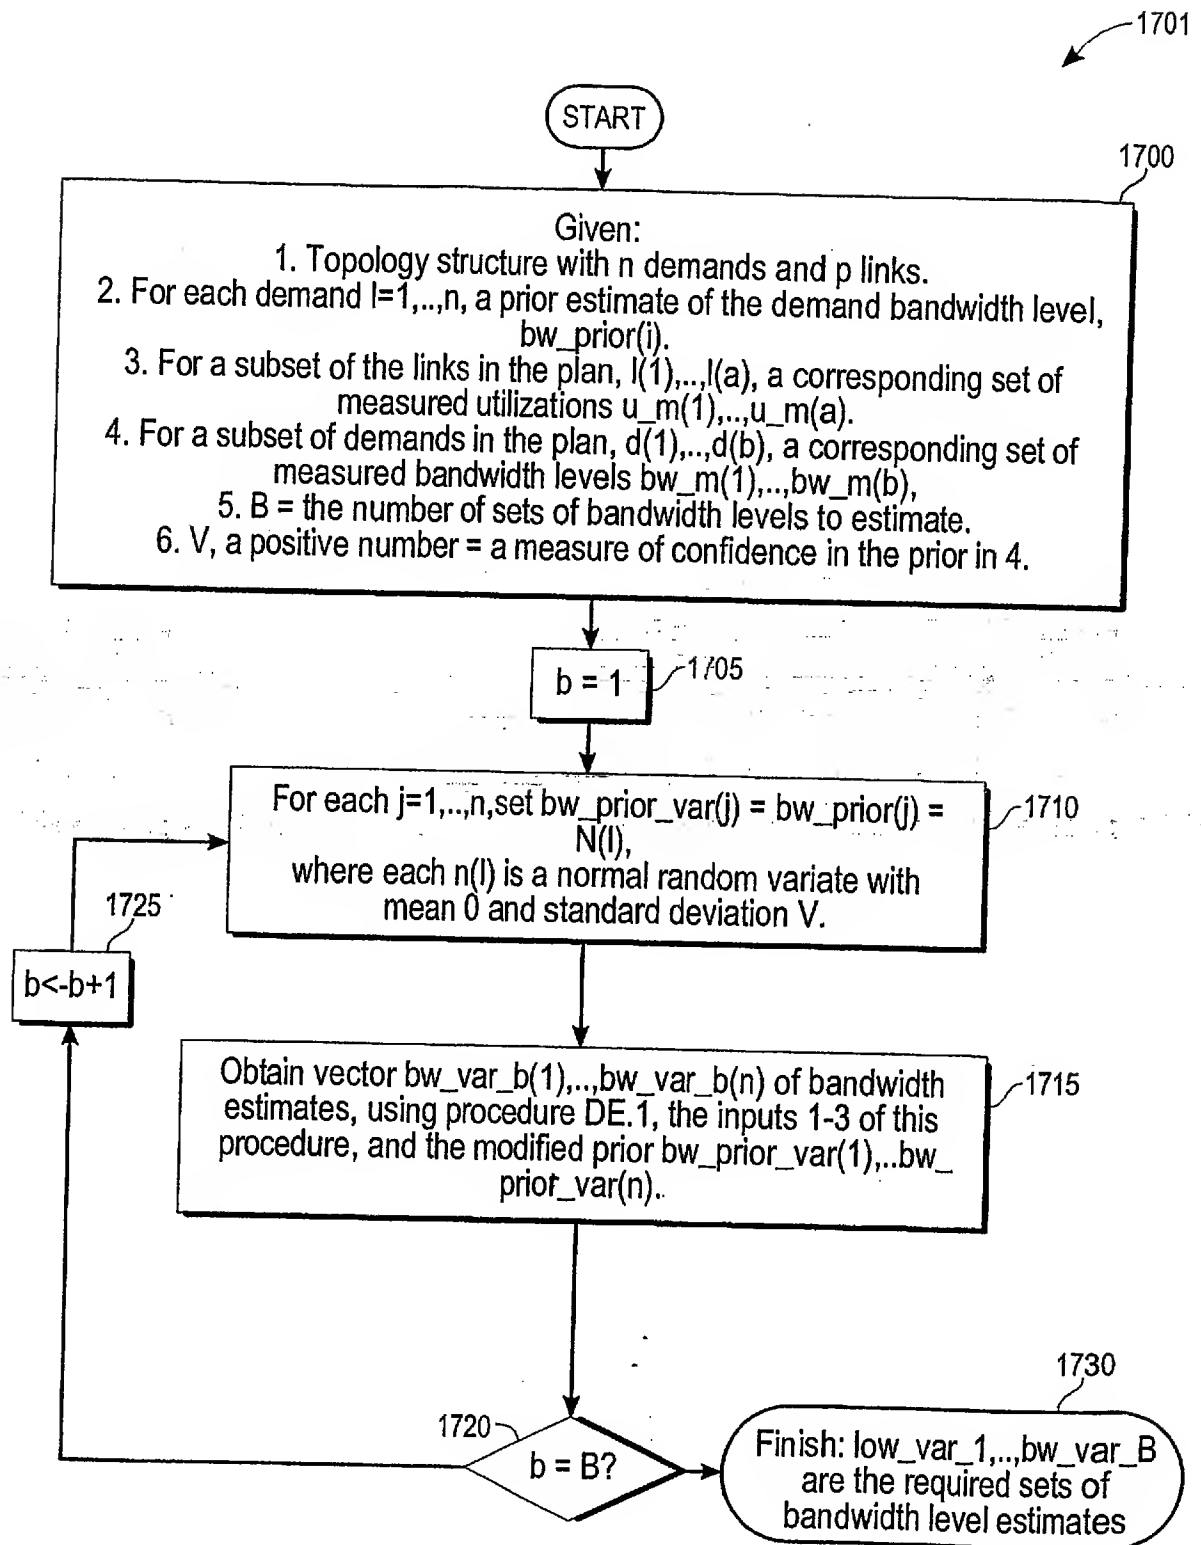 1701
START
1700
Given:
1. Topology structure with n demands and p links.
2. For each demand l=1,..,n, a prior estimate of the demand bandwidth level,
bw_prior(i).
3. For a subset of the links in the plan, l(1),..,l(a), a corresponding set of
measured utilizations u_m(1),..,u_m(a).
4. For a subset of demands in the plan, d(1),..,d(b), a corresponding set of
measured bandwidth levels bw_m(1),..,bw_m(b),
5. B = the number of sets of bandwidth levels to estimate.
6. V, a positive number = a measure of confidence in the prior in 4.
b = 1
1705
For each j=1,..,n,set bw_prior_var(j) = bw_prior(j) =
N(l),
where each n(l) is a normal random variate with
mean 0 and standard deviation V.
1710
1725
b<-b+1
Obtain vector bw_var_b(1),..,bw_var_b(n) of bandwidth
estimates, using procedure DE.1, the inputs 1-3 of this
procedure, and the modified prior bw_prior_var(1),..bw_
prior_var(n).
1715
1720
b = B?
1730
Finish: low_var_1,..,bw_var_B
are the required sets of
bandwidth level estimates